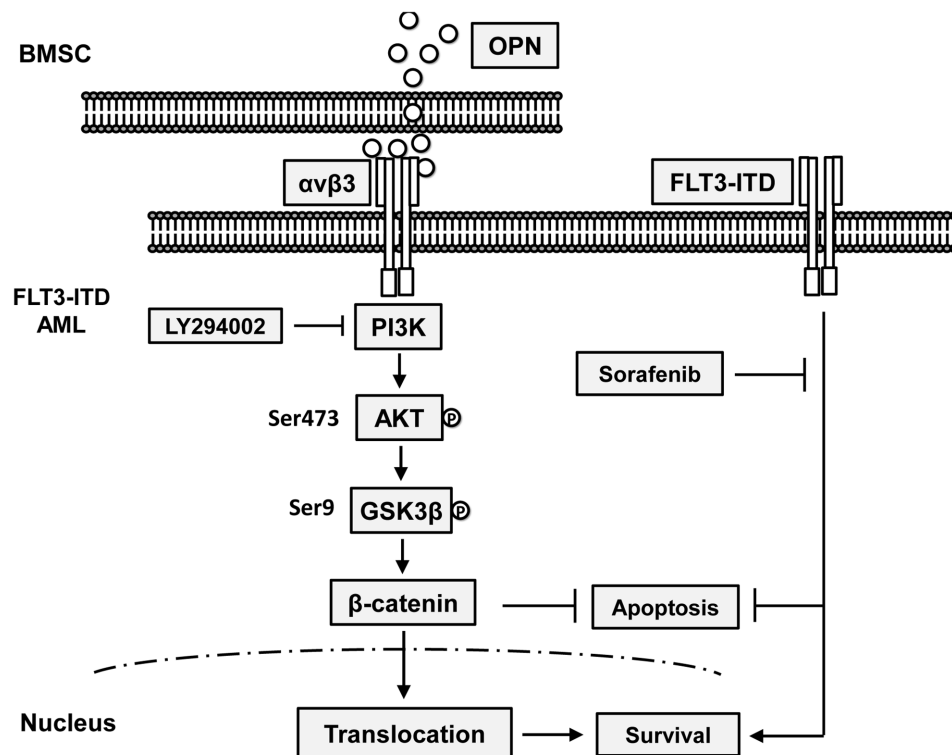 BMSC
OPN
αvβ3
FLT3-ITD
FLT3-ITD
AML
LY294002
PI3K
Sorafenib
Ser473
AKT
P
Ser9
GSK3β
P
β-catenin
Apoptosis
Nucleus
Translocation
Survival